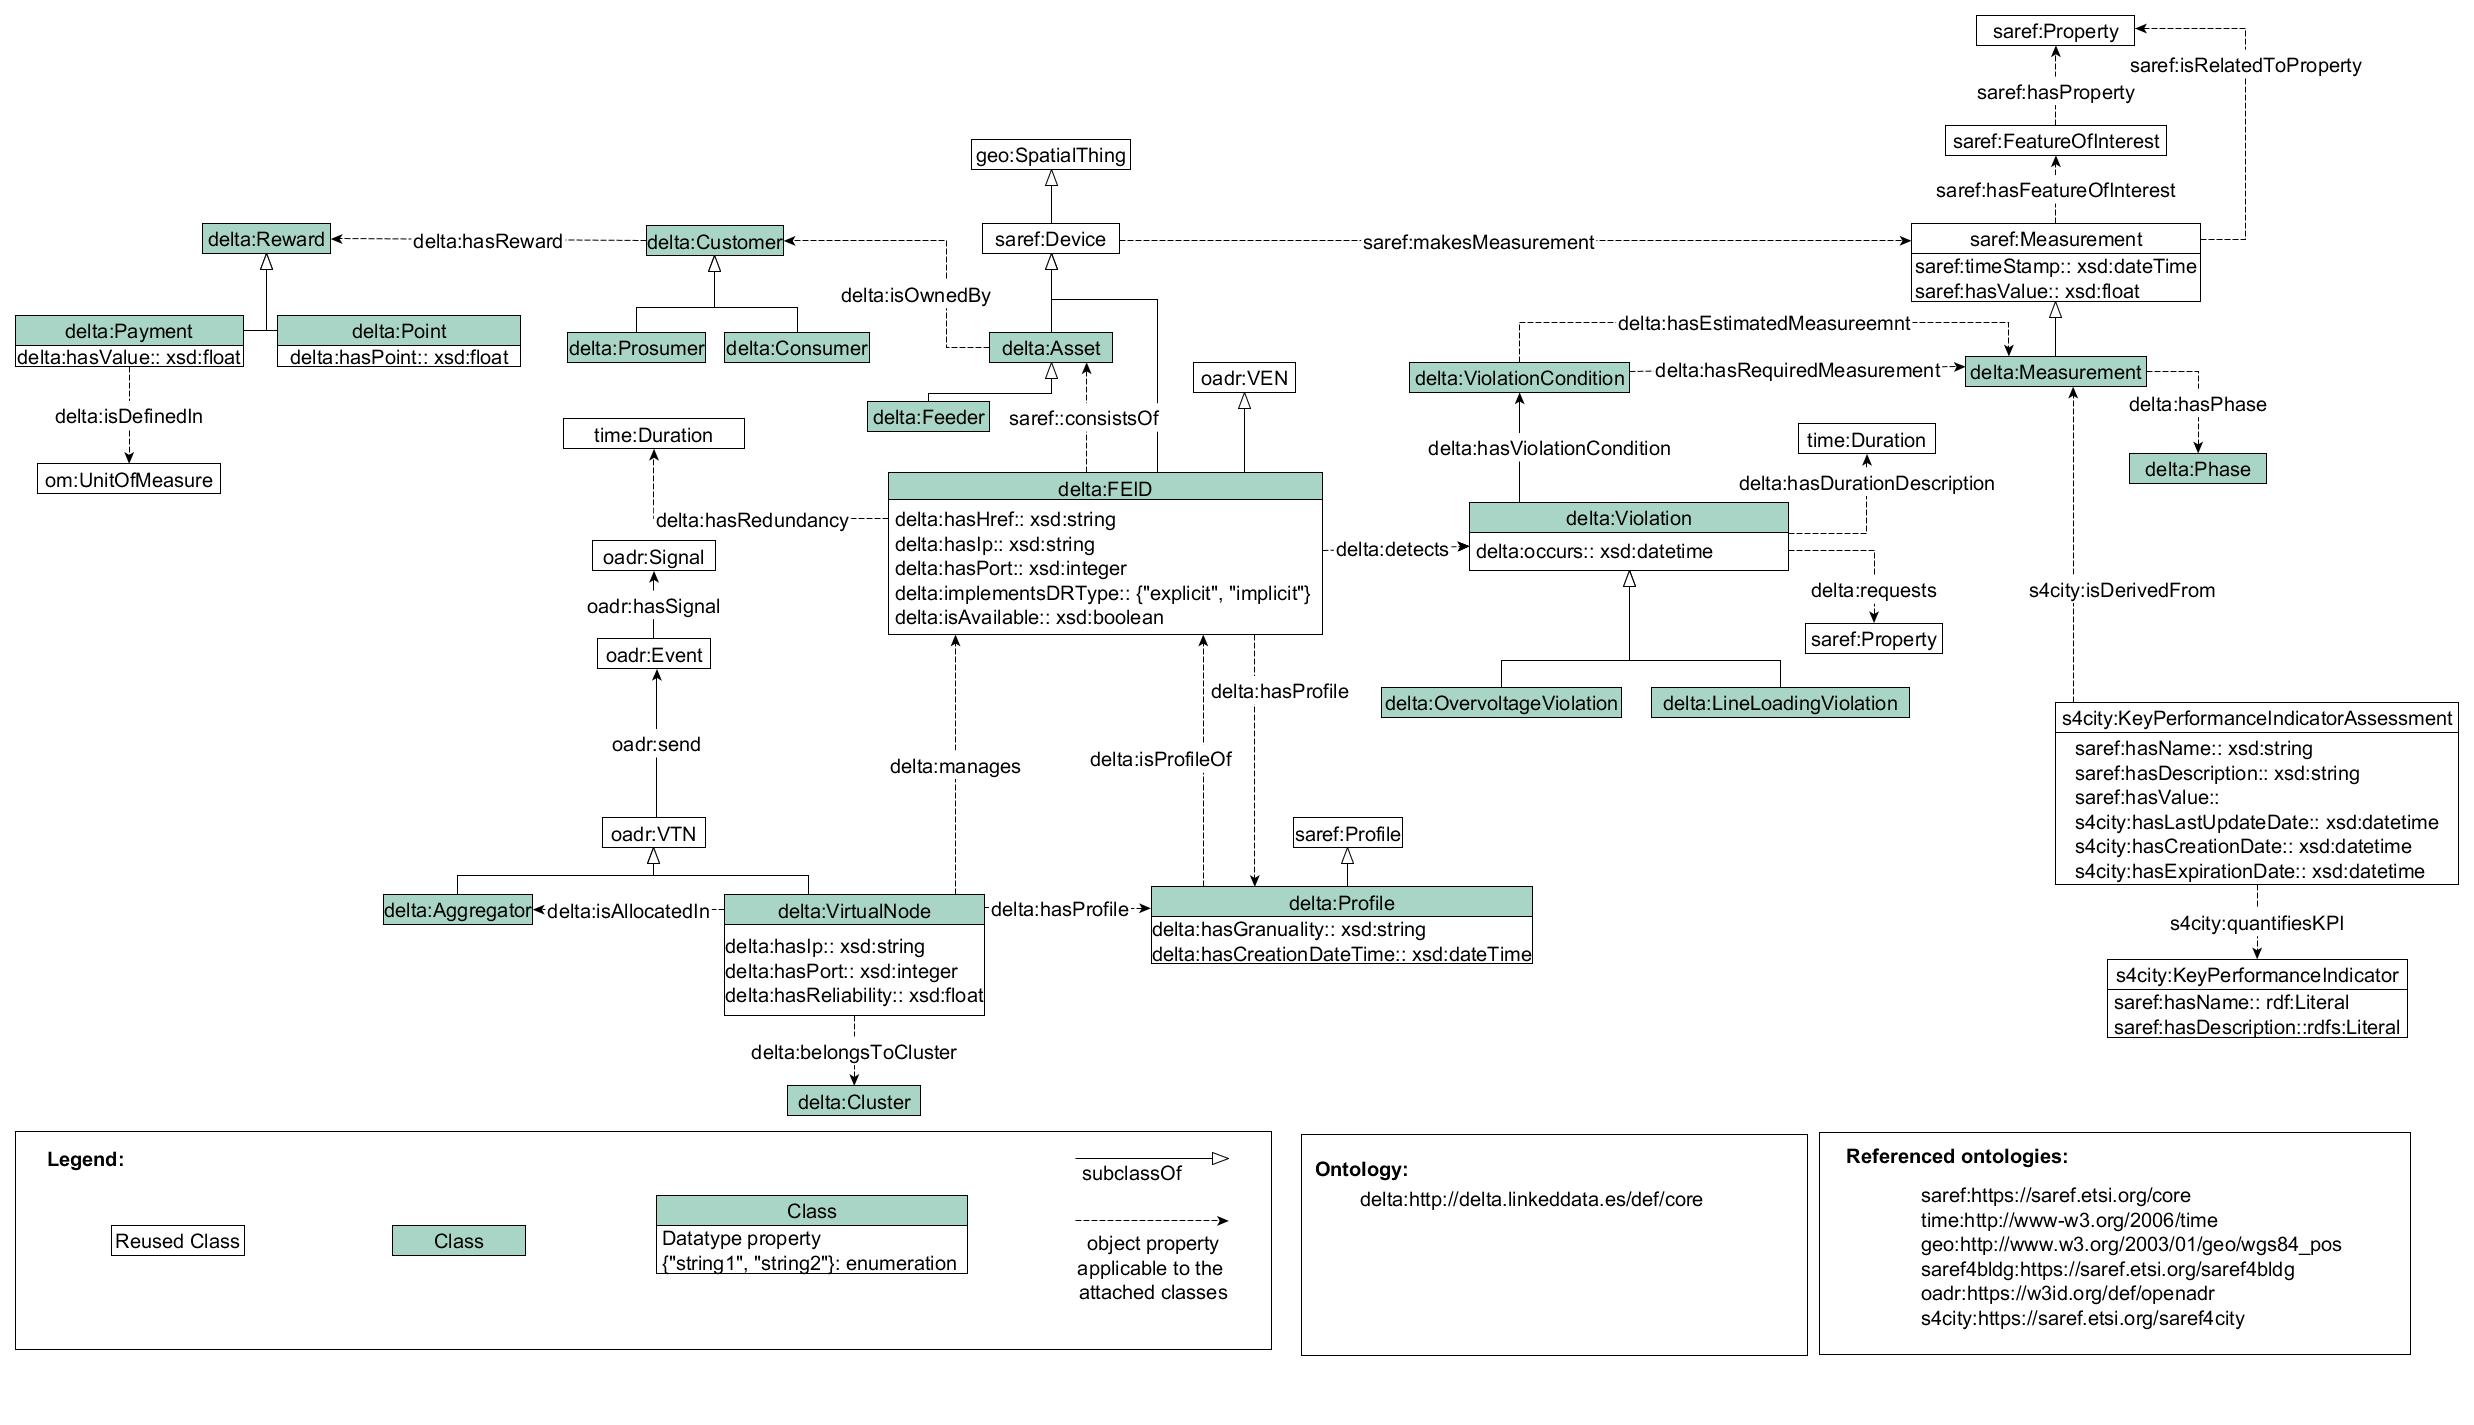 saref:Property
saref:isRelatedToProperty
saref:hasProperty
saref:FeatureOfInterest
geo:SpatialThing
saref:hasFeatureOfInterest
delta:Reward
delta:hasReward
delta:Customer
saref:Device
saref:makesMeasurement
saref:Measurement
saref:timeStamp:: xsd:dateTime
saref:hasValue:: xsd:float
delta:isOwnedBy
delta:Payment
delta:hasValue:: xsd:float
delta:Point
delta:hasPoint:: xsd:float
delta:Prosumer
delta:Consumer
delta:Asset
delta:hasEstimatedMeasureemnt
delta:ViolationCondition
delta:hasRequiredMeasurement
delta:Measurement
oadr:VEN
delta:isDefinedIn
delta:Feeder
saref::consistsOf
delta:hasPhase
time:Duration
delta:hasViolationCondition
time:Duration
om:UnitOfMeasure
delta:Phase
delta:hasDurationDescription
delta:FEID
delta:hasHref:: xsd:string
delta:hasIp:: xsd:string
delta:hasPort:: xsd:integer
delta:implementsDRType:: {"explicit", "implicit"}
delta:isAvailable:: xsd:boolean
delta:hasRedundancy
delta:Violation
delta:occurs:: xsd:datetime
delta:detects
oadr:Signal
oadr:hasSignal
delta:requests
s4city:isDerivedFrom
saref:Property
oadr:Event
delta:hasProfile
delta:OvervoltageViolation
delta:LineLoadingViolation
s4city:KeyPerformanceIndicatorAssessment
saref:hasName:: xsd:string
saref:hasDescription:: xsd:string
saref:hasValue::
s4city:hasLastUpdateDate:: xsd:datetime
s4city:hasCreationDate:: xsd:datetime
s4city:hasExpirationDate:: xsd:datetime
oadr:send
delta:manages
delta:isProfileOf
oadr:VTN
saref:Profile
delta:Aggregator
delta:isAllocatedIn
delta:VirtualNode
delta:hasIp:: xsd:string
delta:hasPort:: xsd:integer
delta:hasReliability:: xsd:float
delta:hasProfile
delta:Profile
delta:hasGranuality:: xsd:string
delta:hasCreationDateTime:: xsd:dateTime
s4city:quantifiesKPI
s4city:KeyPerformanceIndicator
saref:hasName:: rdf:Literal
saref:hasDescription::rdfs:Literal
delta:belongsToCluster
delta:Cluster
Legend:
Reused Class
Class
Class
Datatype property
{"string1", "string2"}: enumeration
subclassOf
object property
applicable to the
attached classes
Ontology:
delta:http://delta.linkeddata.es/def/core
Referenced ontologies:
saref:https://saref.etsi.org/core
time:http://www-w3.org/2006/time
geo:http://www.w3.org/2003/01/geo/wgs84_pos
saref4bldg:https://saref.etsi.org/saref4bldg
oadr:https://w3id.org/def/openadr
s4city:https://saref.etsi.org/saref4city